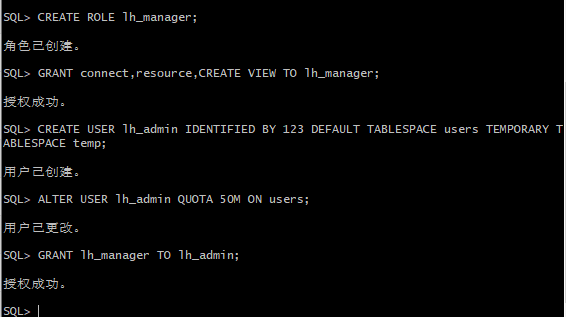 SQL> CREATE ROLE lh_manager;
角色已创建。
SQL> GRANT connect,resource,CREATE VIEW TO lh_manager;
授权成功。
SQL> CREATE USER lh_admin IDENTIFIED BY 123 DEFAULT TABLESPACE users TEMPORARY T
ABLESPACE temp;
用户已创建。
SQL> ALTER USER lh_admin QUOTA 50M ON users;
用户已更改。
SQL> GRANT lh_manager TO lh_admin;
授权成功。
SQL>